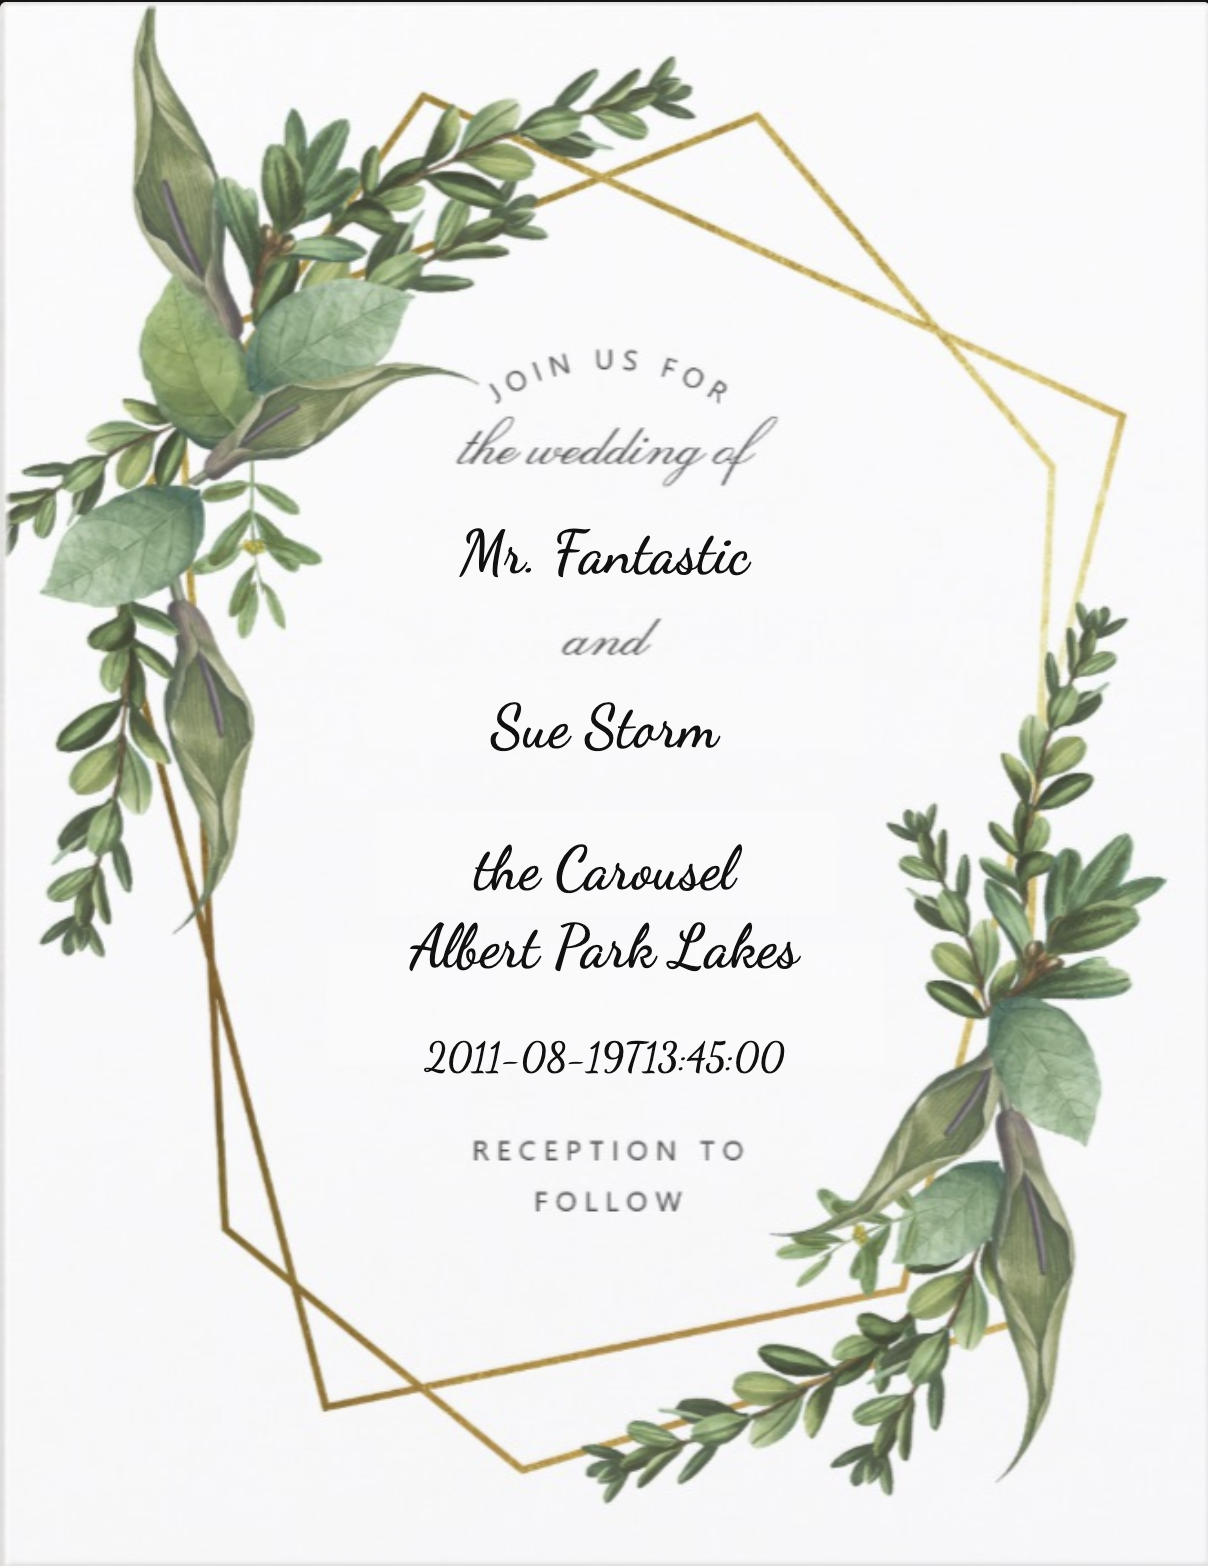 JOIN US FOR
the wedding of
Mr. Fantastic
and
Sue Storm
the Carousel
Albert Park Lakes
2011-08-19T13:45:00
RECEPTION TO
FOLLOW